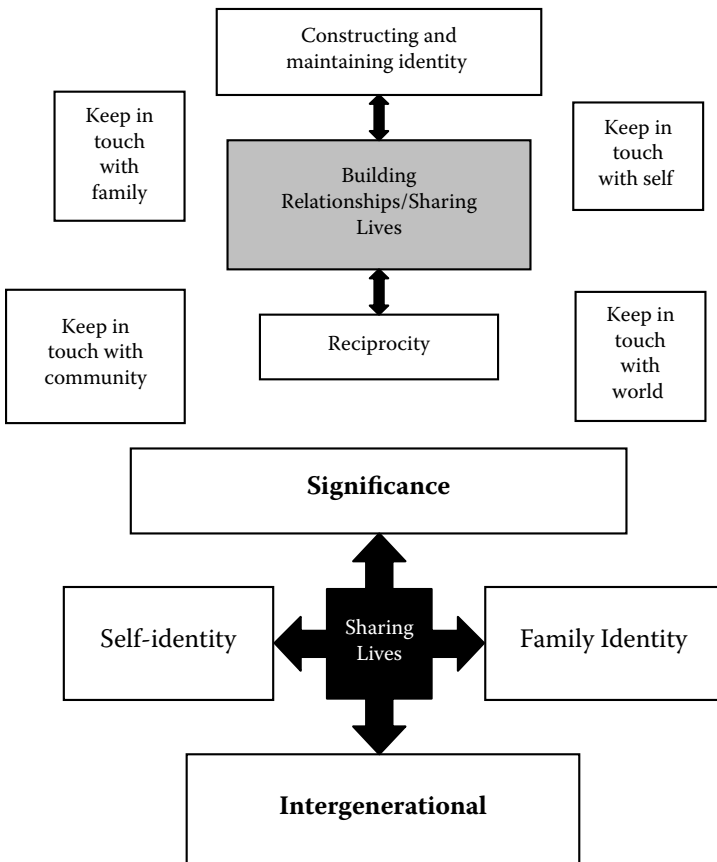 Constructing and
maintaining identity
Keep in
touch
with
family
Keep in
touch
with self
Building
Relationships/Sharing
Lives
Keep in
touch with
community
Reciprocity
Keep in
touch
with
world
Significance
Self-identity
Sharing
Lives
Family Identity
Intergenerational